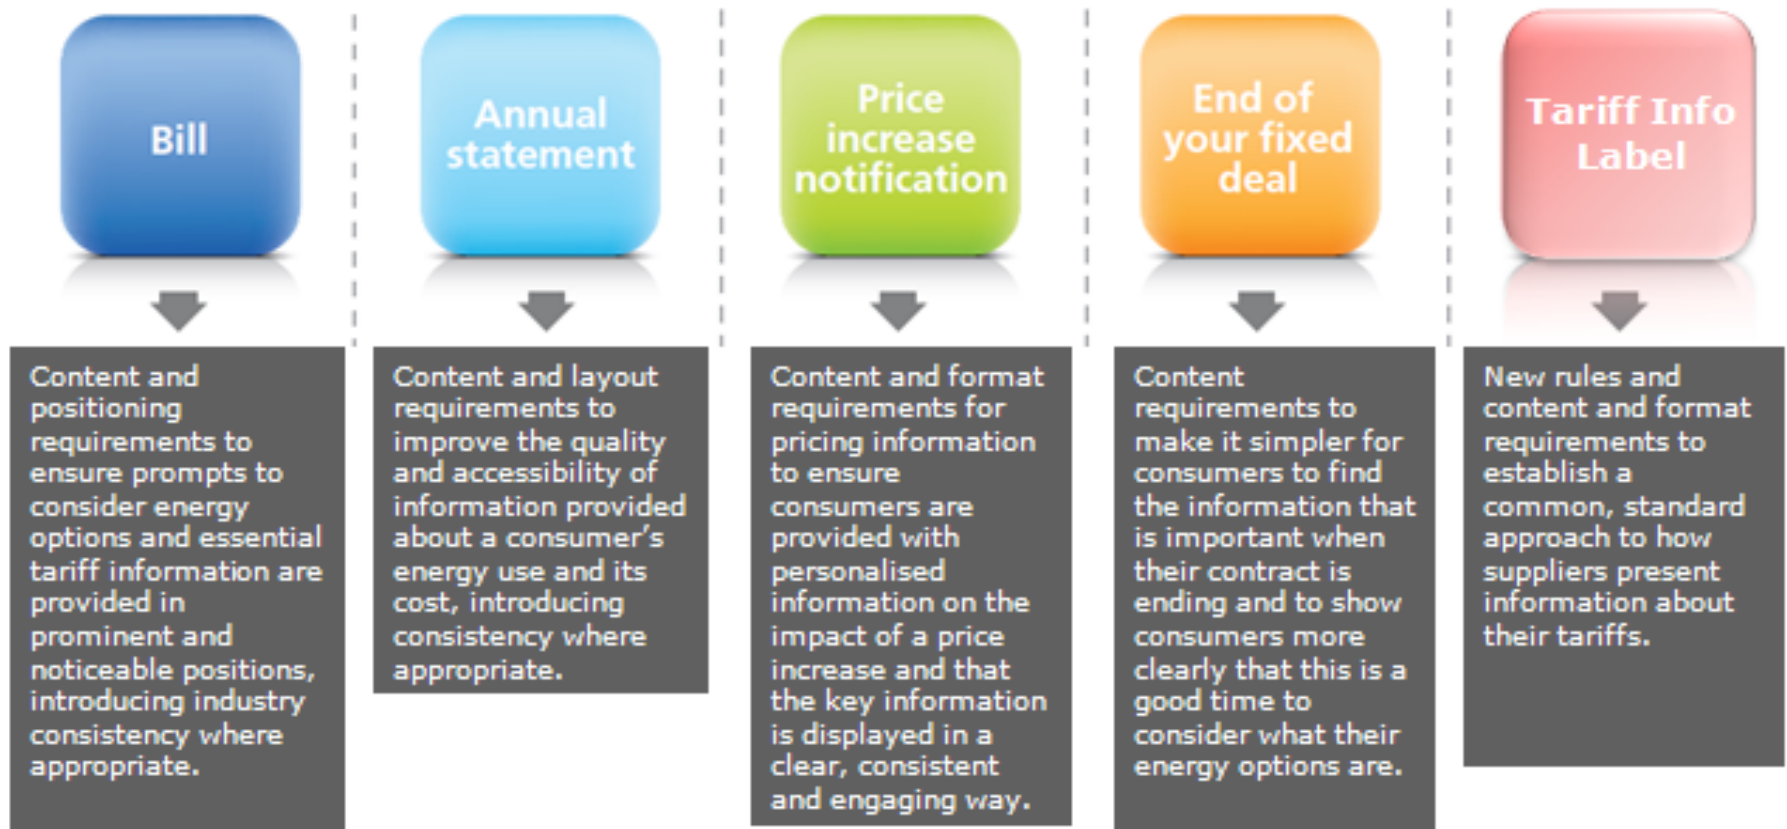 Bill
Annual
statement
Price
increase
notification
End of
your fixed
deal
Tariff Info
Label
Content and
positioning
requirements to
ensure prompts to
consider energy
options and essential
tariff information are
provided in
prominent and
noticeable positions,
introducing industry
consistency where
appropriate.
Content and layout
requirements to
improve the quality
and accessibility of
information provided
about a consumer’s
energy use and its
cost, introducing
consistency where
appropriate.
Content and format
requirements for
pricing information
to ensure
consumers are
provided with
personalised
information on the
impact of a price
increase and that
the key information
is displayed in a
clear, consistent
and engaging way.
Content
requirements to
make it simpler for
consumers to find
the information that
is important when
their contract is
ending and to show
consumers more
clearly that this is a
good time to
consider what their
energy options are.
New rules and
content and format
requirements to
establish a
common, standard
approach to how
suppliers present
information about
their tariffs.